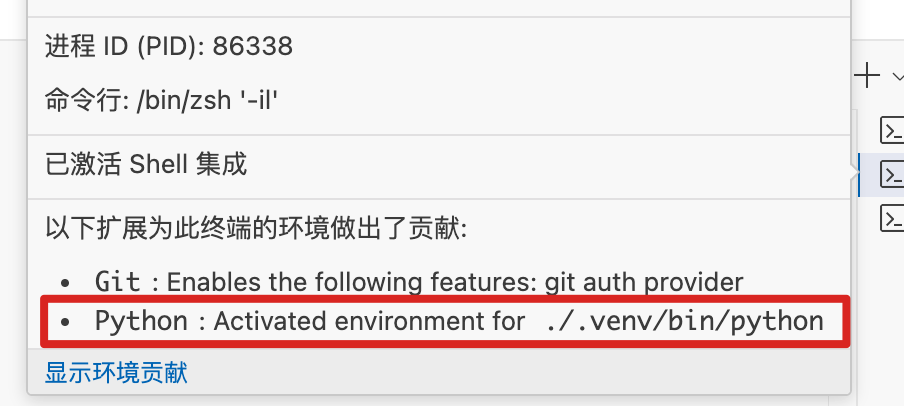 进程 ID (PID): 86338
命令行: /bin/zsh '-il'
已激活 Shell 集成
以下扩展为此终端的环境做出了贡献:
• Git : Enables the following features: git auth provider
• Python : Activated environment for ./.venv/bin/python
显示环境贡献